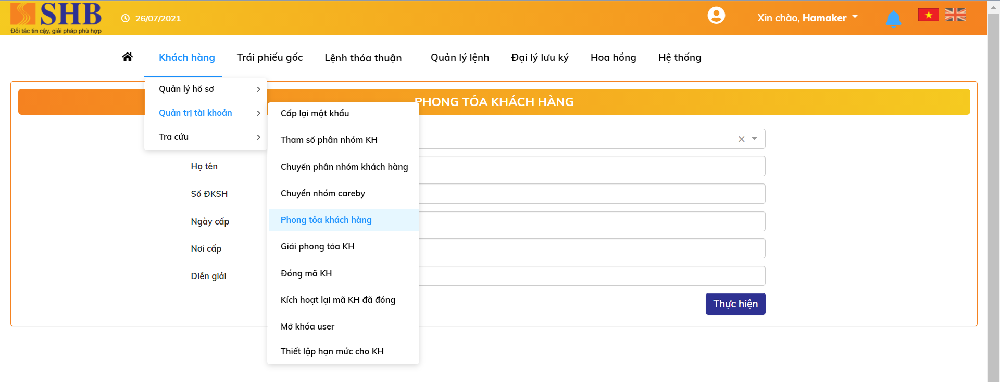 SHB
Đối tác tin cậy, giải pháp phù hợp
26/07/2021
Xin chào, Hamaker
Khách hàng
Trái phiếu gốc
Lệnh thỏa thuận
Quản lý lệnh
Đại lý lưu ký
Hoa hồng
Hệ thống
Quản lý hồ sơ
Quản trị tài khoản
Tra cứu
PHONG TỎA KHÁCH HÀNG
Cấp lại mật khẩu
Tham số phân nhóm KH
Chuyển phân nhóm khách hàng
Chuyển nhóm careby
Phong tỏa khách hàng
Giải phong tỏa KH
Đóng mã KH
Kích hoạt lại mã KH đã đóng
Mở khóa user
Thiết lập hạn mức cho KH
Họ tên
Số ĐKSH
Ngày cấp
Nơi cấp
Diễn giải
Thực hiện